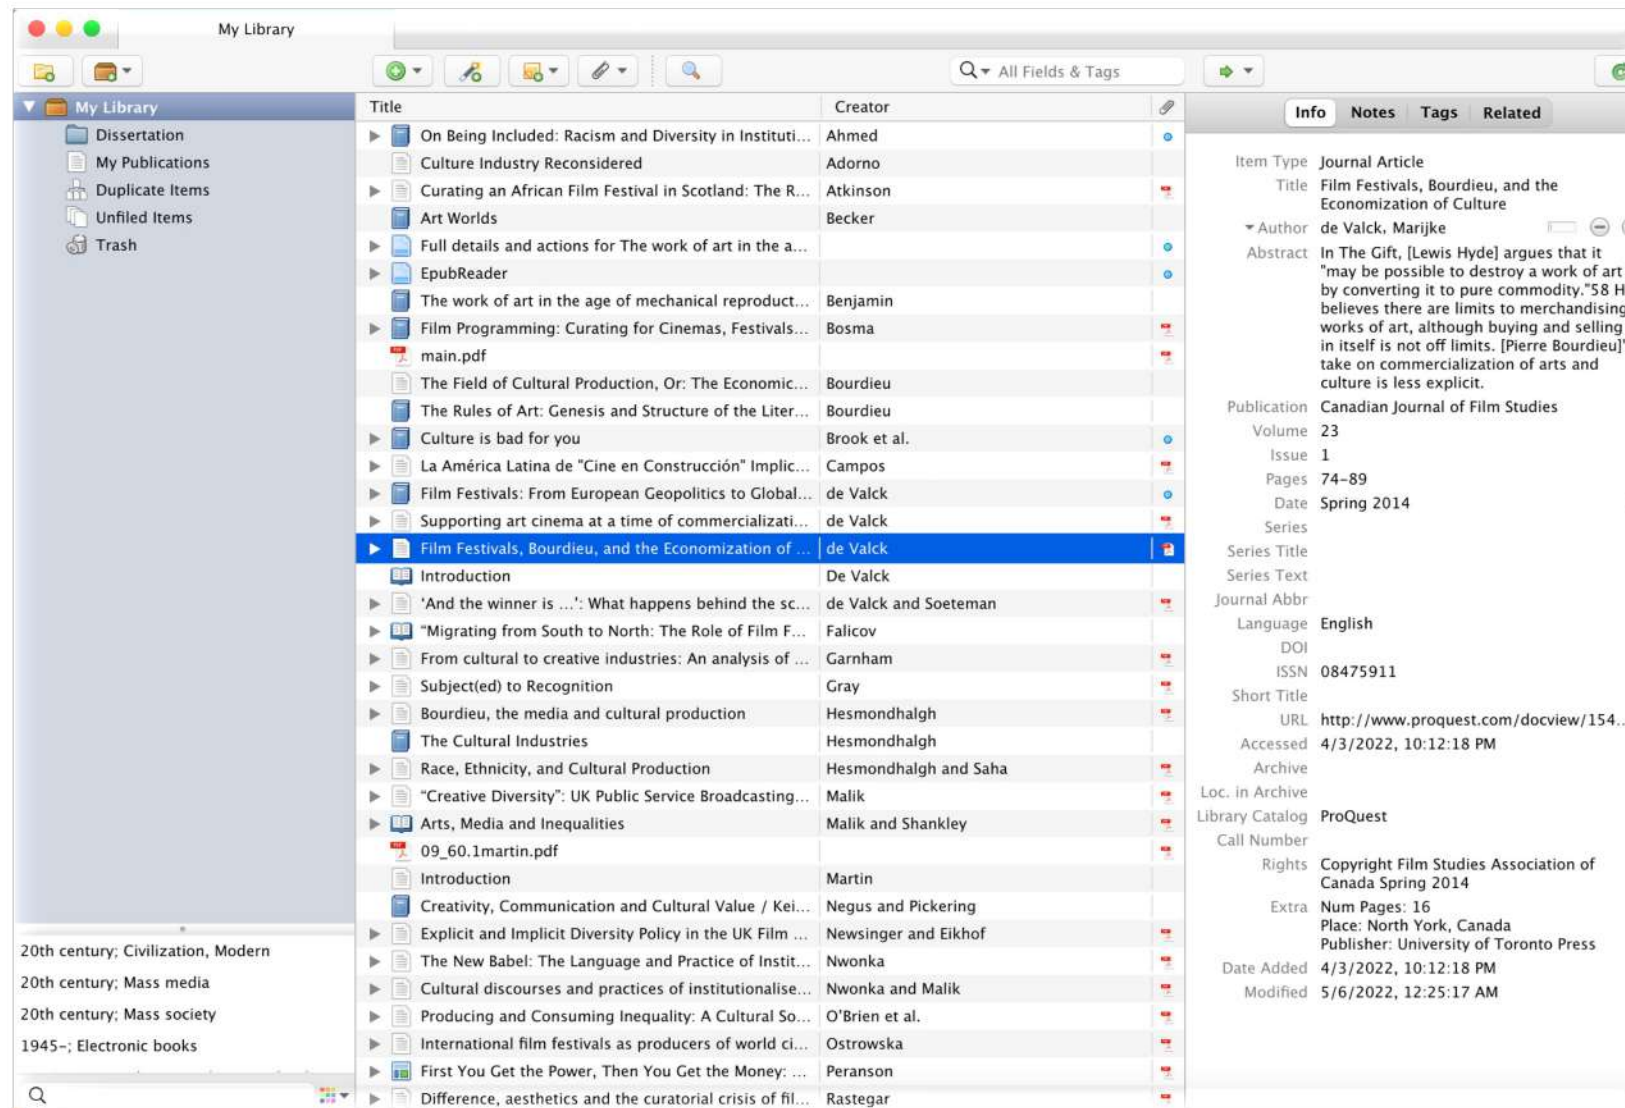 My Library
All Fields & Tags
My Library
Dissertation
My Publications
Duplicate Items
Unfiled Items
Trash
20th century; Civilization, Modern
20th century; Mass media
20th century; Mass society
1945-; Electronic books
Title Creator
On Being Included: Racism and Diversity in Instituti... Ahmed
Culture Industry Reconsidered Adorno
Curating an African Film Festival in Scotland: The R... Atkinson
Art Worlds Becker
Full details and actions for The work of art in the a...
EpubReader
The work of art in the age of mechanical reproduct... Benjamin
Film Programming: Curating for Cinemas, Festivals... Bosma
main.pdf
The Field of Cultural Production, Or: The Economic... Bourdieu
The Rules of Art: Genesis and Structure of the Liter... Bourdieu
Culture is bad for you Brook et al.
La América Latina de "Cine en Construcción" Implic... Campos
Film Festivals: From European Geopolitics to Global... de Valck
Supporting art cinema at a time of commercializati... de Valck
Film Festivals, Bourdieu, and the Economization of ... de Valck
Introduction De Valck
'And the winner is ...': What happens behind the sc... de Valck and Soeteman
“Migrating from South to North: The Role of Film F... Falicov
From cultural to creative industries: An analysis of ... Garnham
Subject(ed) to Recognition Gray
Bourdieu, the media and cultural production Hesmondhalgh
The Cultural Industries Hesmondhalgh
Race, Ethnicity, and Cultural Production Hesmondhalgh and Saha
“Creative Diversity”: UK Public Service Broadcasting... Malik
Arts, Media and Inequalities Malik and Shankley
09_60.1martin.pdf
Introduction Martin
Creativity, Communication and Cultural Value / Kei... Negus and Pickering
Explicit and Implicit Diversity Policy in the UK Film ... Newsinger and Eikhof
The New Babel: The Language and Practice of Instit... Nwonka
Cultural discourses and practices of institutionalise... Nwonka and Malik
Producing and Consuming Inequality: A Cultural So... O'Brien et al.
International film festivals as producers of world ci... Ostrowska
First You Get the Power, Then You Get the Money: ... Peranson
Difference, aesthetics and the curatorial crisis of fil... Rastegar
Info Notes Tags Related
Item Type Journal Article
Title Film Festivals, Bourdieu, and the
Economization of Culture
Author de Valck, Marijke
Abstract In The Gift, [Lewis Hyde] argues that it
"may be possible to destroy a work of art
by converting it to pure commodity."58 H
believes there are limits to merchandising
works of art, although buying and selling
in itself is not off limits. [Pierre Bourdieu]'
take on commercialization of arts and
culture is less explicit.
Publication Canadian Journal of Film Studies
Volume 23
Issue 1
Pages 74-89
Date Spring 2014
Series
Series Title
Series Text
Journal Abbr
Language English
DOI
ISSN 08475911
Short Title
URL http://www.proquest.com/docview/154...
Accessed 4/3/2022, 10:12:18 PM
Archive
Loc. in Archive
Library Catalog ProQuest
Call Number
Rights Copyright Film Studies Association of
Canada Spring 2014
Extra Num Pages: 16
Place: North York, Canada
Publisher: University of Toronto Press
Date Added 4/3/2022, 10:12:18 PM
Modified 5/6/2022, 12:25:17 AM